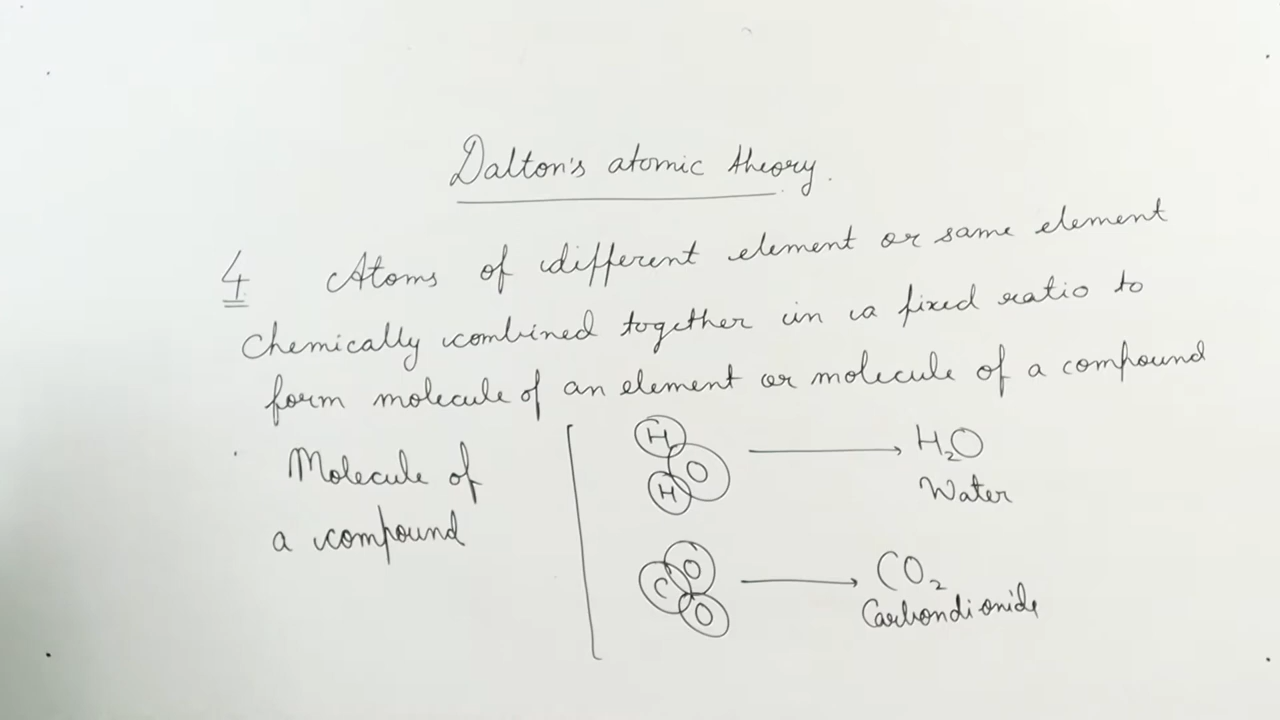 Dalton's atomic theory.
4 Atoms of different element or same element
chemically combined together in a fixed ratio to
form molecule of an element or molecule of a compound
Molecule of
a compound
H
O
H
H₂O
Water
O
C
O
CO₂
Carbondioxide